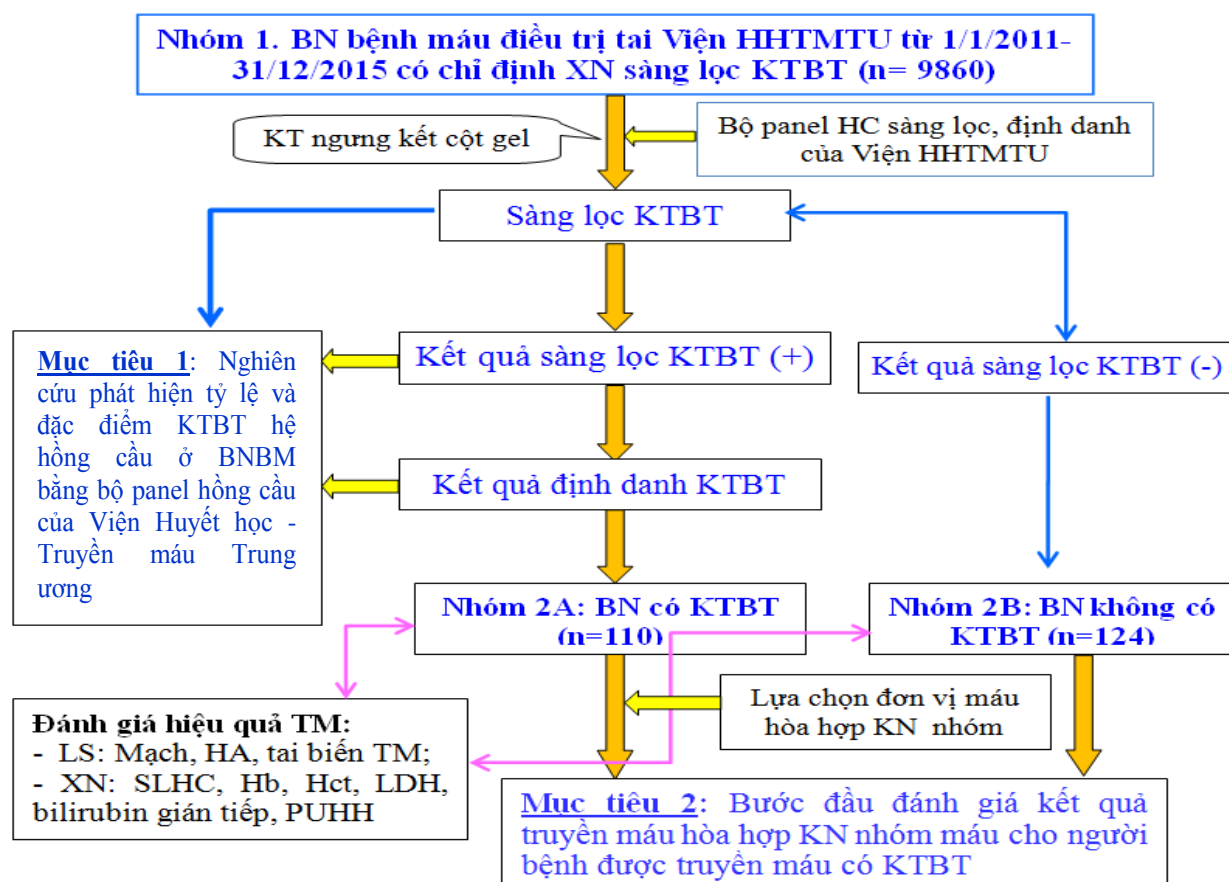 Nhóm 1. BN bệnh máu điều trị tai Viện HHTMTU từ 1/1/2011-
31/12/2015 có chỉ định XN sàng lọc KTBT (n= 9860)
KT ngưng kết cột gel
Bộ panel HC sàng lọc, định danh
của Viện HHTMTU
Sàng lọc KTBT
Mục tiêu 1: Nghiên
cứu phát hiện tỷ lệ và
đặc điểm KTBT hệ
hồng cầu ở BNBM
bằng bộ panel hồng cầu
của Viện Huyết học -
Truyền máu Trung
ương
Kết quả sàng lọc KTBT (+)
Kết quả sàng lọc KTBT (-)
Kết quả định danh KTBT
Nhóm 2A: BN có KTBT
(n=110)
Nhóm 2B: BN không có
KTBT (n=124)
Lựa chọn đơn vị máu
hòa hợp KN nhóm
Đánh giá hiệu quả TM:
- LS: Mạch, HA, tai biến TM;
- XN: SLHC, Hb, Hct, LDH,
bilirubin gián tiếp, PUHH
Mục tiêu 2: Bước đầu đánh giá kết quả
truyền máu hòa hợp KN nhóm máu cho người
bệnh được truyền máu có KTBT